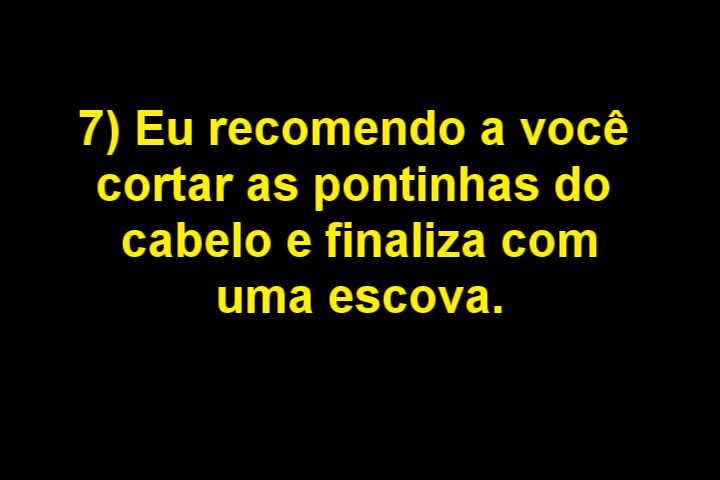 7) Eu recomendo a você
cortar as pontinhas do
cabelo e finaliza com
uma escova.